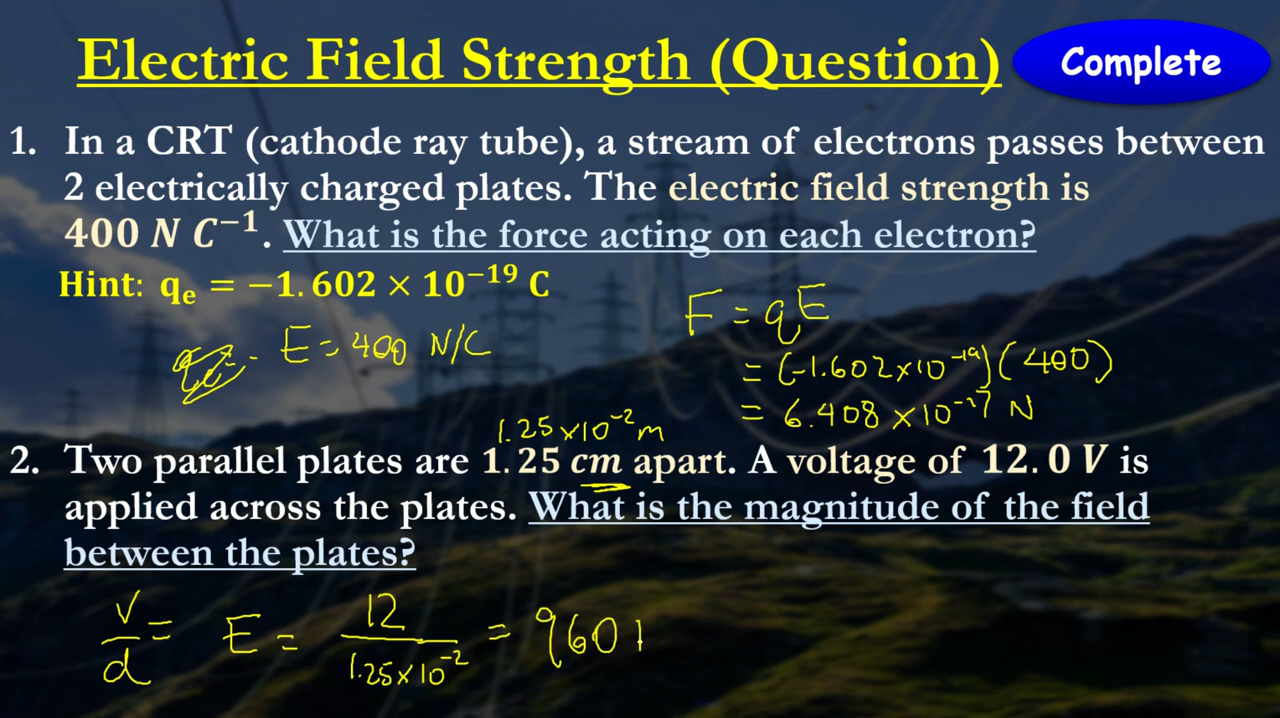 Electric Field Strength (Question)
Complete
1. In a CRT (cathode ray tube), a stream of electrons passes between
2 electrically charged plates. The electric field strength is
400 N C⁻¹. What is the force acting on each electron?
Hint: qₑ = −1.602 × 10⁻¹⁹ C
E = 400 N/C
F = qE
= (-1.602×10⁻¹⁹)(400)
= 6.408 × 10⁻¹⁷ N
1.25×10⁻² m
2. Two parallel plates are 1.25 cm apart. A voltage of 12.0 V is
applied across the plates. What is the magnitude of the field
between the plates?
V/d = E = 12/1.25×10⁻² = 960